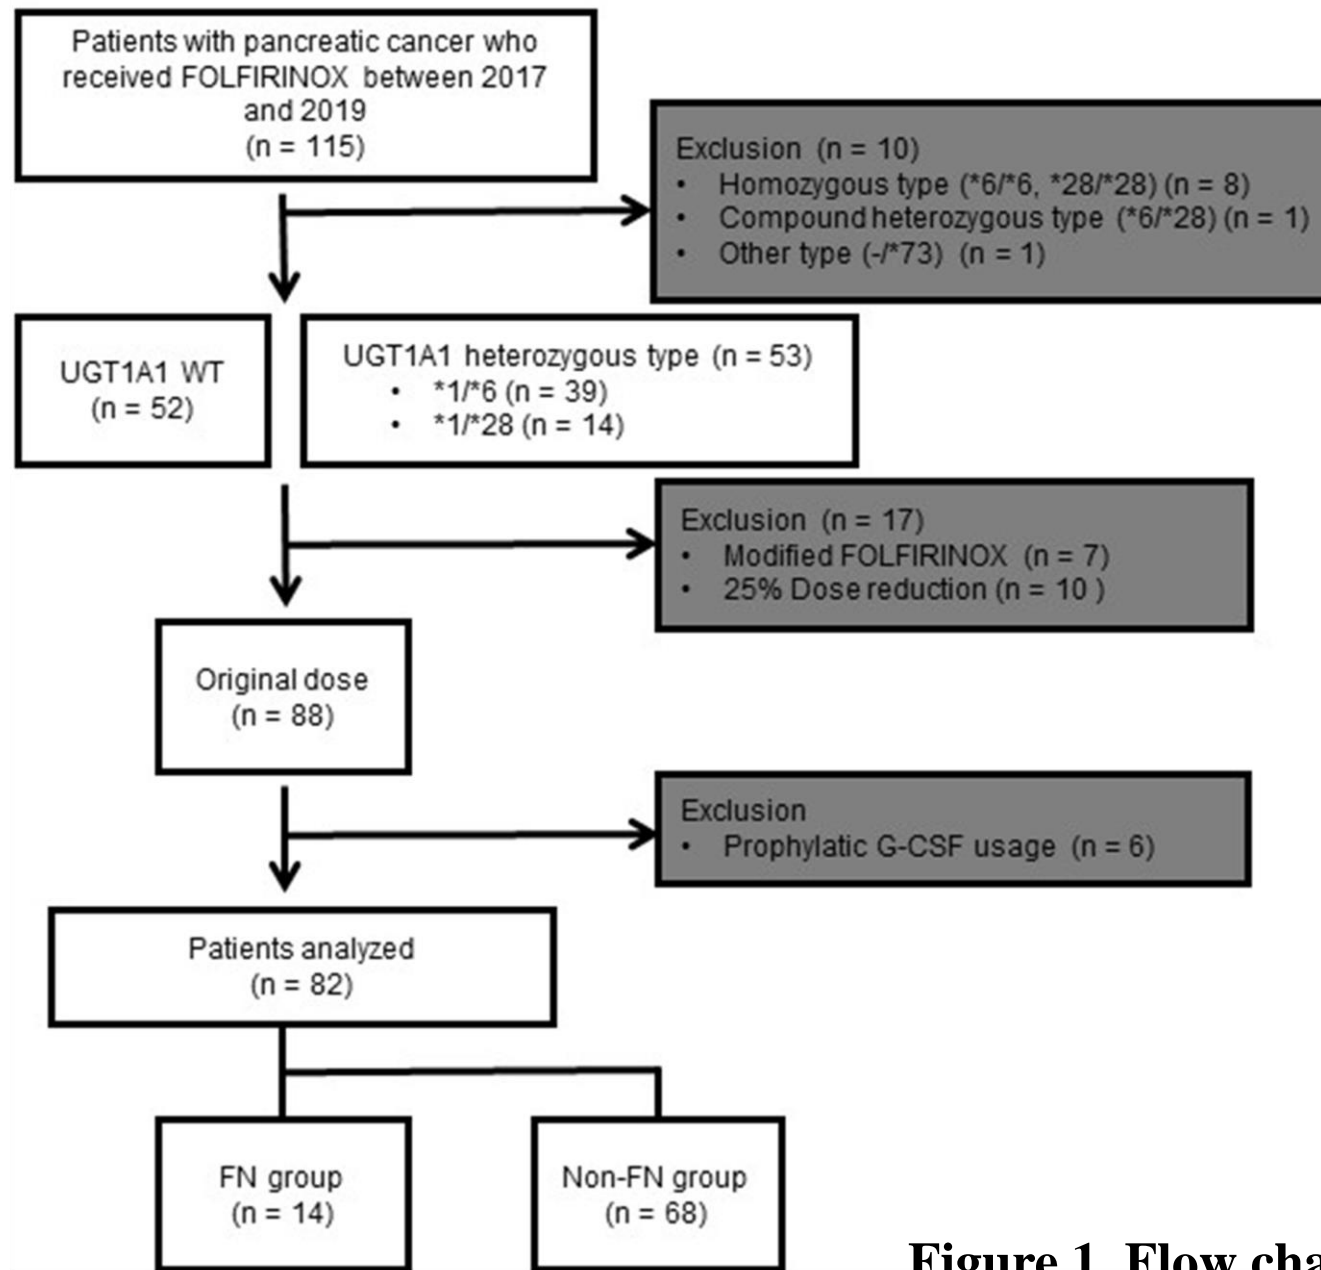 Patients with pancreatic cancer who
received FOLFIRINOX between 2017
and 2019
(n = 115)
Exclusion (n = 10)
• Homozygous type (*6/*6, *28/*28) (n = 8)
• Compound heterozygous type (*6/*28) (n = 1)
• Other type (-/*73) (n = 1)
UGT1A1 WT
(n = 52)
UGT1A1 heterozygous type (n = 53)
• *1/*6 (n = 39)
• *1/*28 (n = 14)
Exclusion (n = 17)
• Modified FOLFIRINOX (n = 7)
• 25% Dose reduction (n = 10 )
Original dose
(n = 88)
Exclusion
• Prophylatic G-CSF usage (n = 6)
Patients analyzed
(n = 82)
FN group
(n = 14)
Non-FN group
(n = 68)
Figure 1. Flow